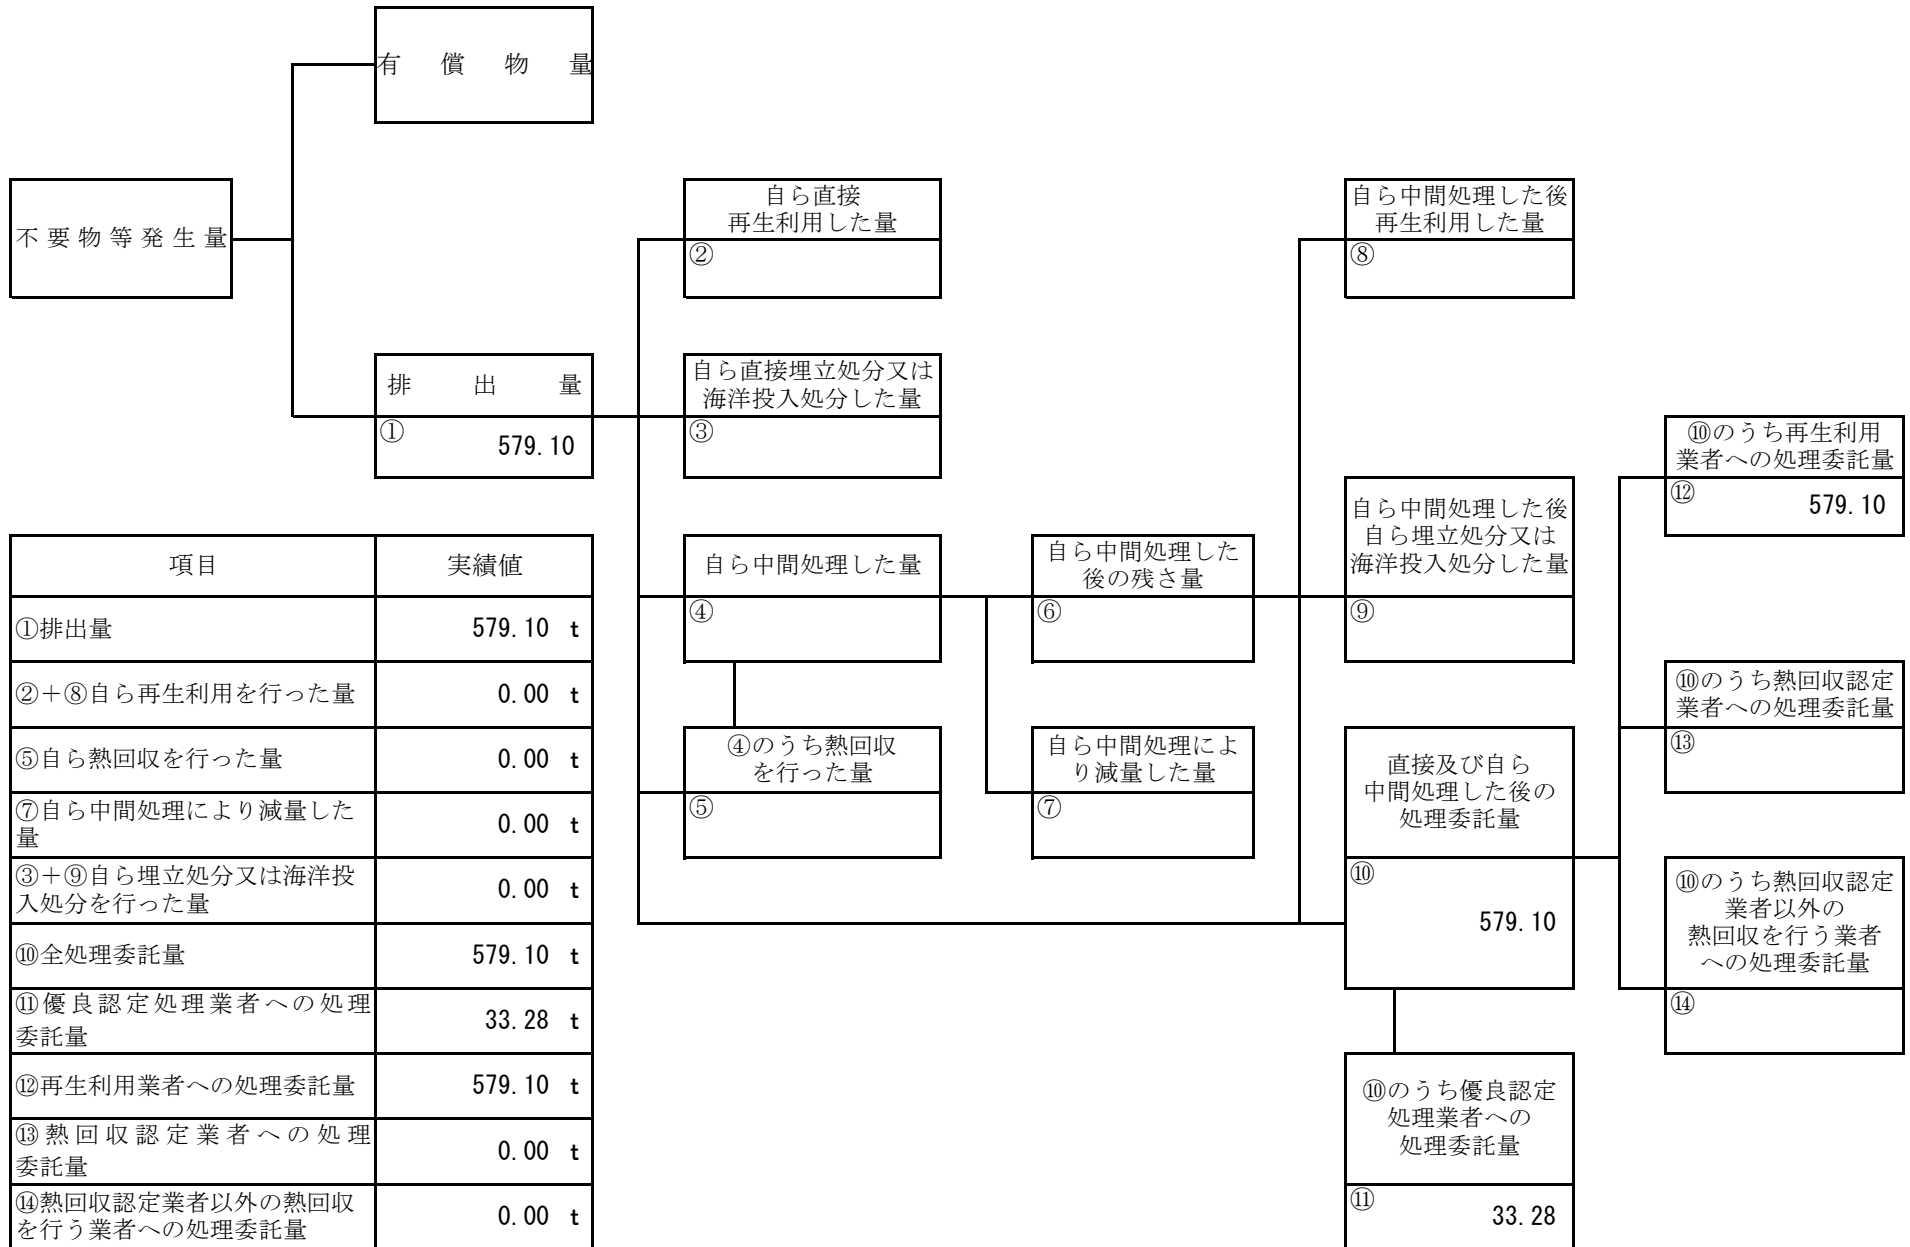 有償物量
不要物等発生量
自ら直接
再生利用した量
②
自ら中間処理した後
再生利用した量
⑧
排出量
①
579.10
自ら直接埋立処分又は
海洋投入処分した量
③
⑩のうち再生利用
業者への処理委託量
⑫
579.10
自ら中間処理した量
④
自ら中間処理した
後の残さ量
⑥
自ら中間処理した後
自ら埋立処分又は
海洋投入処分した量
⑨
④のうち熱回収
を行った量
⑤
自ら中間処理によ
り減量した量
⑦
直接及び自ら
中間処理した後の
処理委託量
⑩
579.10
⑩のうち熱回収認定
業者への処理委託量
⑬
⑩のうち熱回収認定
業者以外の
熱回収を行う業者
への処理委託量
⑭
⑩のうち優良認定
処理業者への
処理委託量
⑪
33.28
項目 実績値
①排出量 579.10 t
②+⑧自ら再生利用を行った量 0.00 t
⑤自ら熱回収を行った量 0.00 t
⑦自ら中間処理により減量した
量 0.00 t
③+⑨自ら埋立処分又は海洋投
入処分を行った量 0.00 t
⑩全処理委託量 579.10 t
⑪優良認定処理業者への処理
委託量 33.28 t
⑫再生利用業者への処理委託量 579.10 t
⑬熱回収認定業者への処理
委託量 0.00 t
⑭熱回収認定業者以外の熱回収
を行う業者への処理委託量 0.00 t